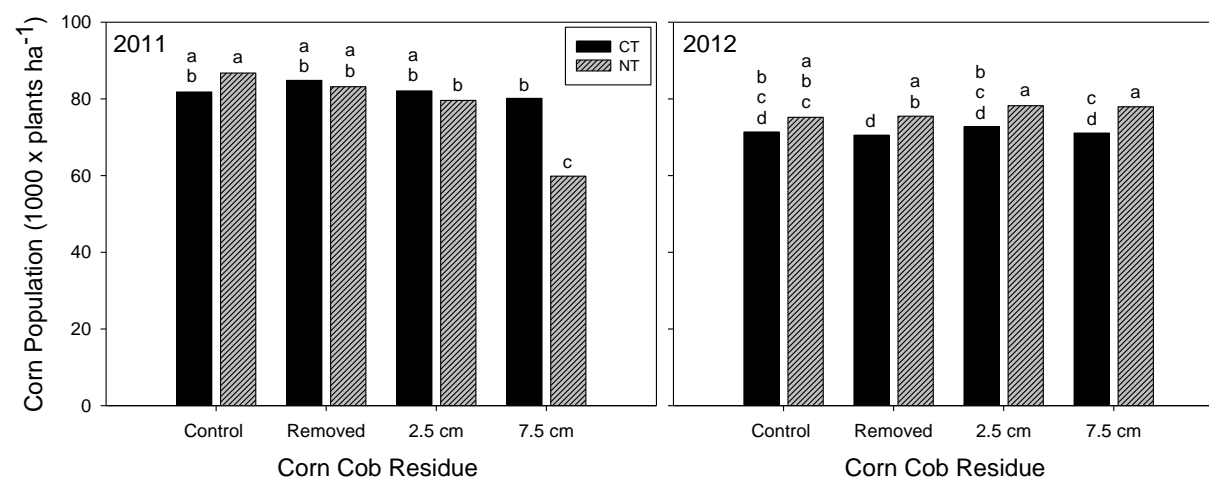 Corn Population (1000 x plants ha-1)
100
80
60
40
20
0
2011
CT
NT
a
b
a
a
b
a
b
a
b
b
b
c
Control Removed 2.5 cm 7.5 cm
Corn Cob Residue
2012
b
c
d
a
b
c
d
a
b
b
c
d
a
c
d
a
Control Removed 2.5 cm 7.5 cm
Corn Cob Residue